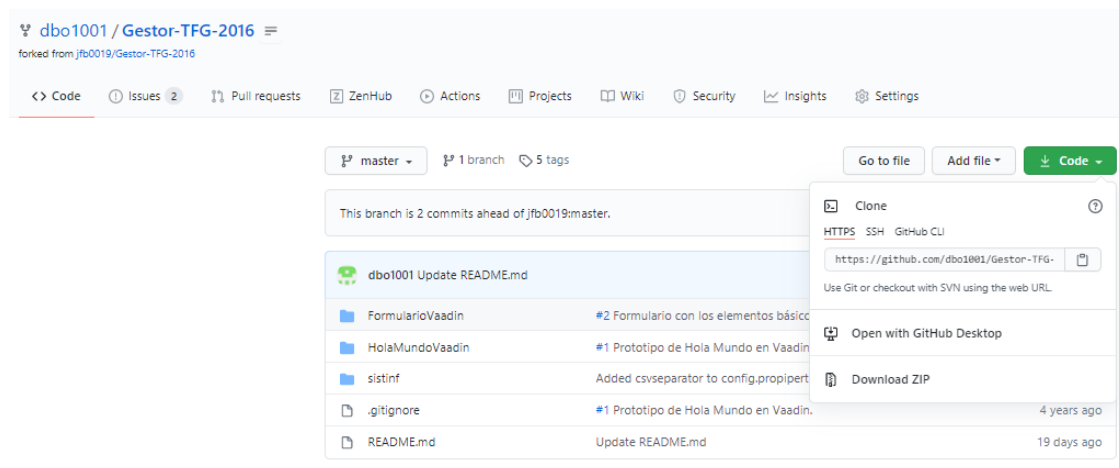 dbo1001 / Gestor-TFG-2016
forked from jfb0019/Gestor-TFG-2016
<> Code Issues 2 Pull requests ZenHub Actions Projects Wiki Security Insights Settings
master 1 branch 5 tags Go to file Add file Code
This branch is 2 commits ahead of jfb0019:master.
Clone
HTTPS SSH GitHub CLI
https://github.com/dbo1001/Gestor-TFG-
Use Git or checkout with SVN using the web URL.
Open with GitHub Desktop
Download ZIP
dbo1001 Update README.md
FormularioVaadin #2 Formulario con los elementos básico
HolaMundoVaadin #1 Prototipo de Hola Mundo en Vaadin
sistinf Added csvseparator to config.propipert
.gitignore #1 Prototipo de Hola Mundo en Vaadin. 4 years ago
README.md Update README.md 19 days ago